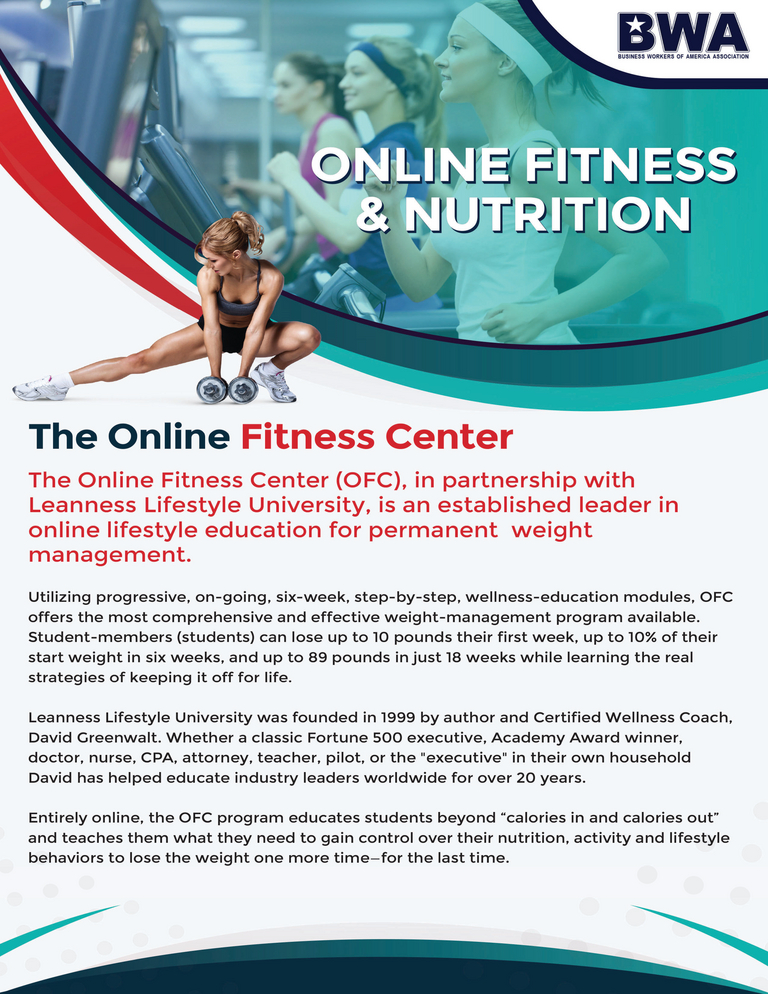 BWA
BUSINESS WORKERS OF AMERICA ASSOCIATION
ONLINE FITNESS
& NUTRITION
The Online Fitness Center
The Online Fitness Center (OFC), in partnership with
Leanness Lifestyle University, is an established leader in
online lifestyle education for permanent  weight
management.
Utilizing progressive, on-going, six-week, step-by-step, wellness-education modules, OFC
offers the most comprehensive and effective weight-management program available.
Student-members (students) can lose up to 10 pounds their first week, up to 10% of their
start weight in six weeks, and up to 89 pounds in just 18 weeks while learning the real
strategies of keeping it off for life.
Leanness Lifestyle University was founded in 1999 by author and Certified Wellness Coach,
David Greenwalt. Whether a classic Fortune 500 executive, Academy Award winner,
doctor, nurse, CPA, attorney, teacher, pilot, or the "executive" in their own household
David has helped educate industry leaders worldwide for over 20 years.
Entirely online, the OFC program educates students beyond “calories in and calories out”
and teaches them what they need to gain control over their nutrition, activity and lifestyle
behaviors to lose the weight one more time—for the last time.